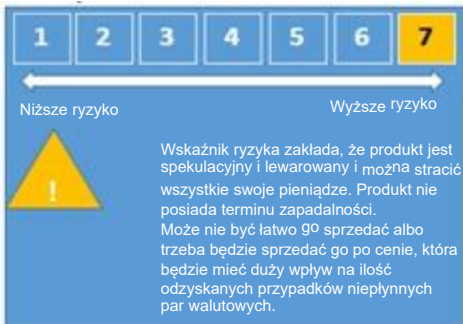 1 2 3 4 5 6 7
Niższe ryzyko Wyższe ryzyko
!
Wskaźnik ryzyka zakłada, że produkt jest
spekulacyjny i lewarowany i można stracić
wszystkie swoje pieniądze. Produkt nie
posiada terminu zapadalności.
Może nie być łatwo go sprzedać albo
trzeba będzie sprzedać go po cenie, która
będzie mieć duży wpływ na ilość
odzyskanych przypadków niepłynnych
par walutowych.